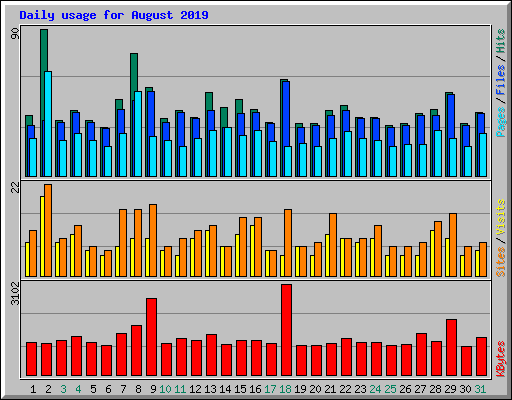 Daily usage for August 2019
90
22
3102
Pages / Files / Hits
Sites / Visits
KBytes
1 2 3 4 5 6 7 8 9 10 11 12 13 14 15 16 17 18 19 20 21 22 23 24 25 26 27 28 29 30 31